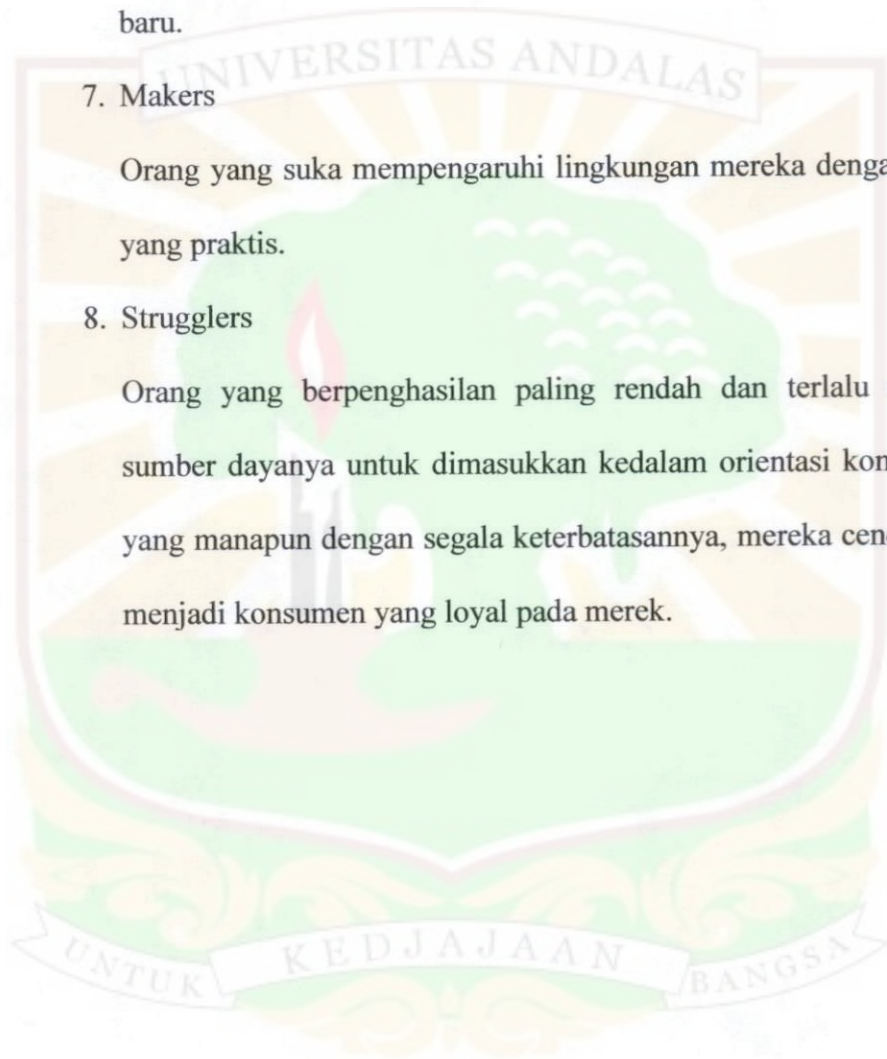 baru.
UNIVERSITAS ANDALAS
7. Makers
Orang yang suka mempengaruhi lingkungan mereka denga
yang praktis.
8. Strugglers
Orang yang berpenghasilan paling rendah dan terlalu
sumber dayanya untuk dimasukkan kedalam orientasi kon
yang manapun dengan segala keterbatasannya, mereka cen
menjadi konsumen yang loyal pada merek.
UNTUK KEDJAJAAN BANGSA